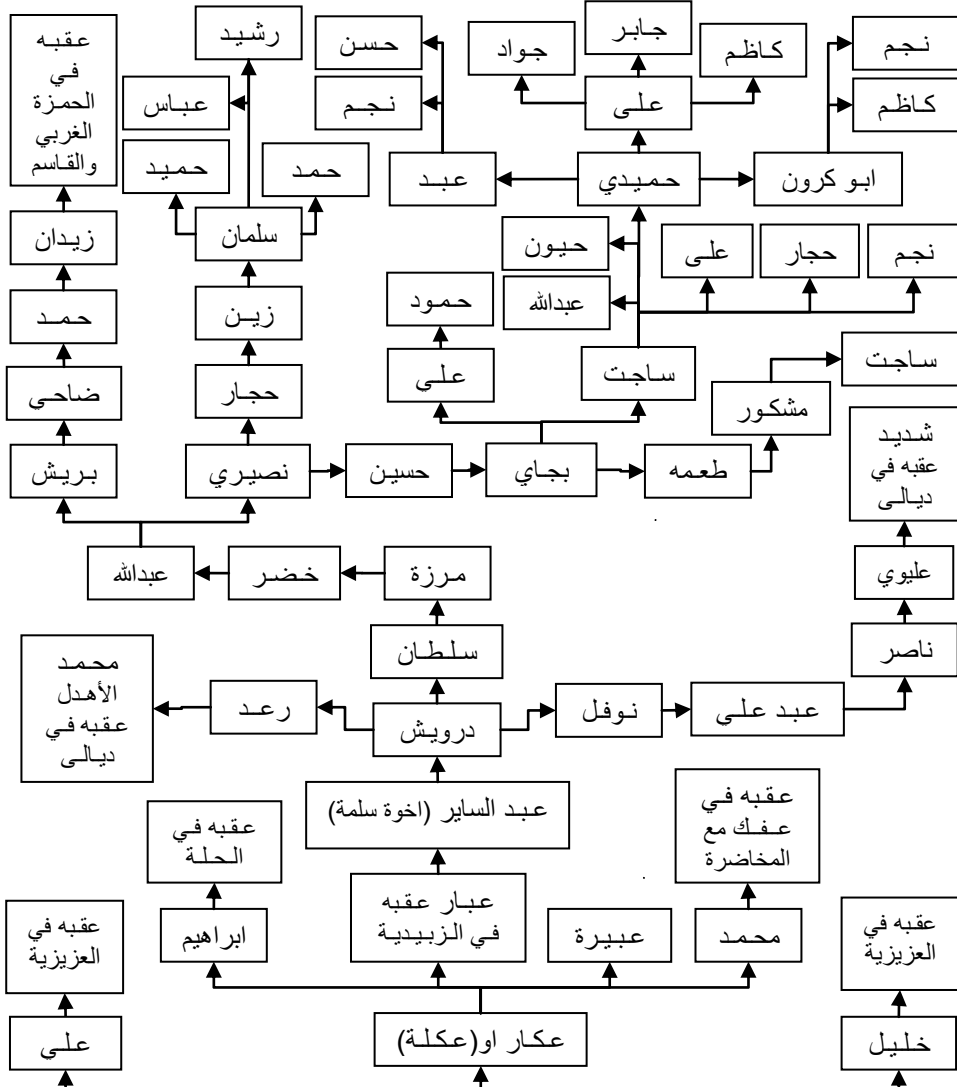 عقبه
في
الحمزة
الغربي
والقاسم
رشيد
حسن
جواد
جابر
كاظم
نجم
عباس
نجم
على
كاظم
حميد
حمد
عبد
حميدي
ابو كرون
زيدان
سلمان
حيون
على
حجار
نجم
حمد
زين
حمود
عبدالله
ساجت
ضاحي
حجار
علي
ساجت
مشكور
شديد
عقبه في
ديالى
بريش
نصيري
حسين
بجاي
طعمه
عبدالله
خضر
مرزة
عليوي
سلطان
ناصر
محمد
الأهدل
عقبه في
ديالى
رعد
درويش
نوفل
عبد علي
عبد الساير (اخوة سلمة)
عقبه في
عفك مع
المخاضرة
عقبه في
الحلة
عبار عقبه
في الزبيدية
ابراهيم
عبيرة
محمد
عقبه في
العزيزية
عقبه في
العزيزية
علي
عكار او(عكلة)
خليل